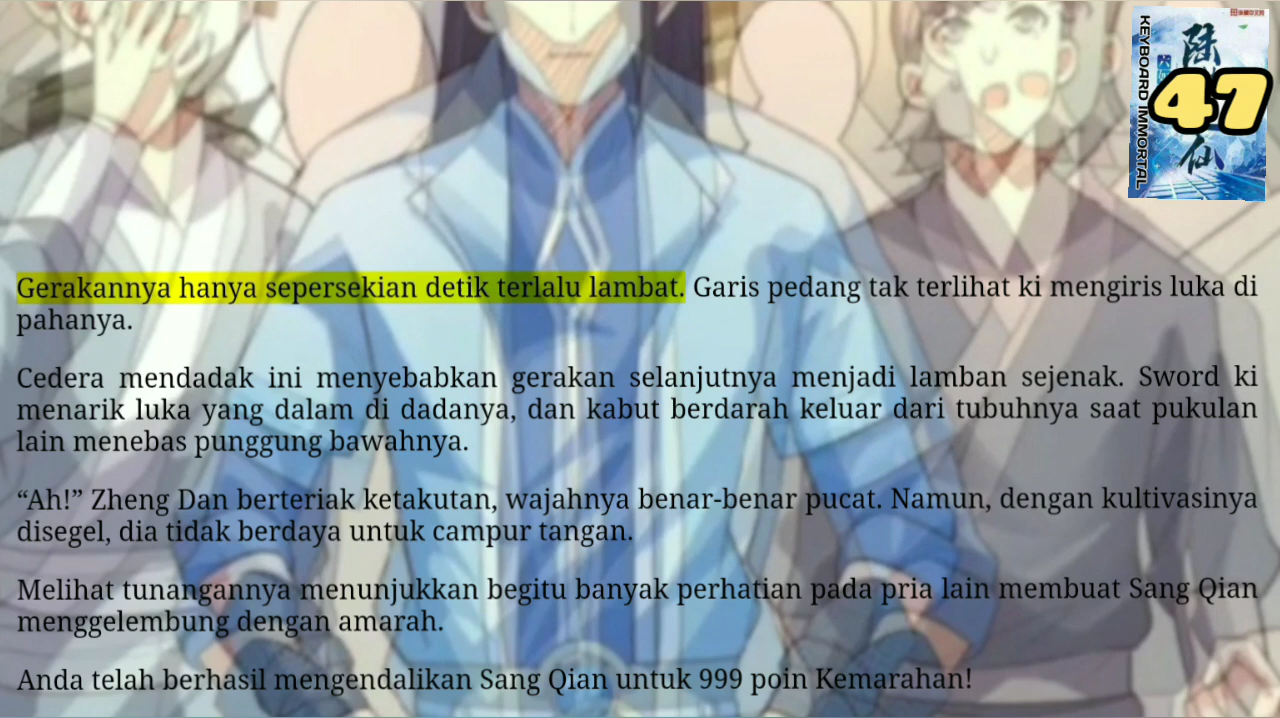 Gerakannya hanya sepersekian detik terlalu lambat. Garis pedang tak terlihat ki mengiris luka di
pahanya.
Cedera mendadak ini menyebabkan gerakan selanjutnya menjadi lamban sejenak. Sword ki
menarik luka yang dalam di dadanya, dan kabut berdarah keluar dari tubuhnya saat pukulan
lain menebas punggung bawahnya.
“Ah!” Zheng Dan berteriak ketakutan, wajahnya benar-benar pucat. Namun, dengan kultivasinya
disegel, dia tidak berdaya untuk campur tangan.
Melihat tunangannya menunjukkan begitu banyak perhatian pada pria lain membuat Sang Qian
menggelembung dengan amarah.
Anda telah berhasil mengendalikan Sang Qian untuk 999 poin Kemarahan!
KEYBOARD IMMORTAL
陆
仙
47